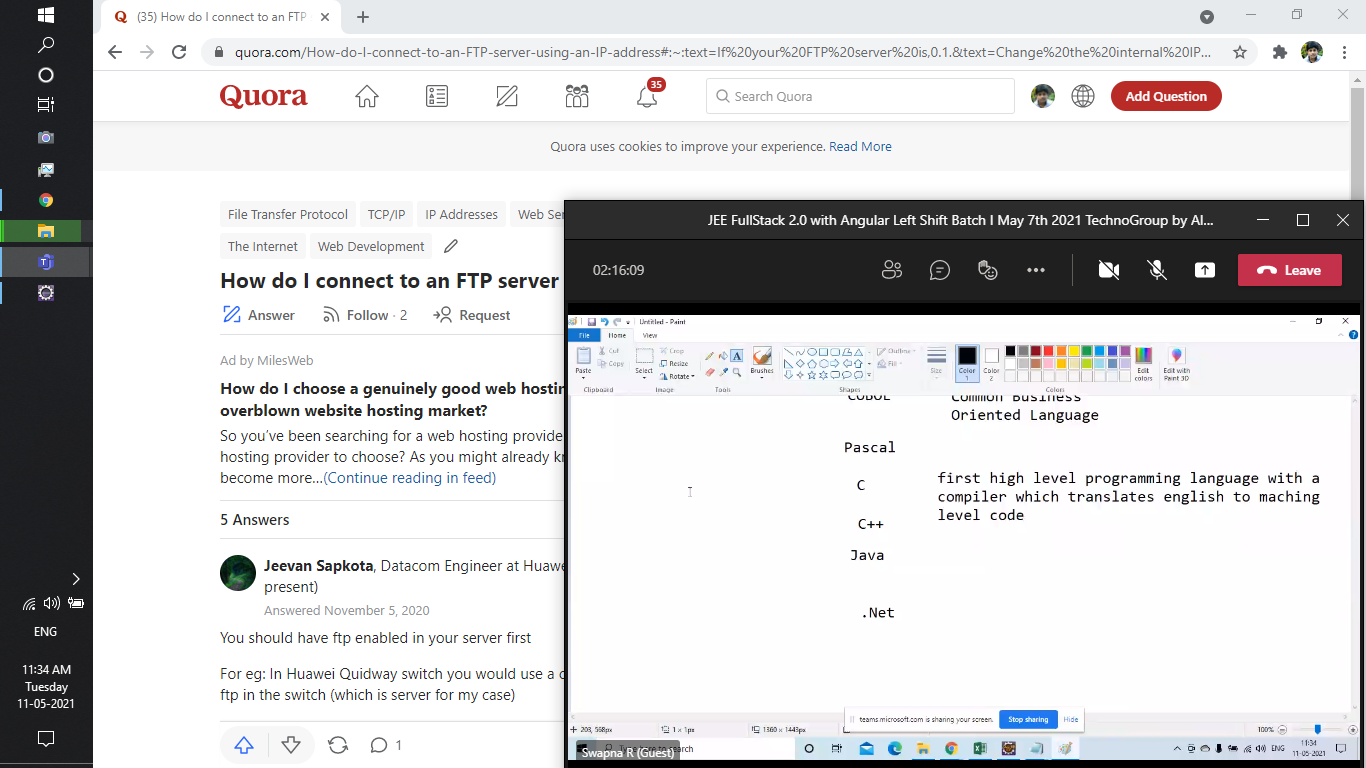 (35) How do I connect to an FTP
quora.com/How-do-I-connect-to-an-FTP-server-using-an-IP-address#:~:text=If%20your%20FTP%20server%20is,0.1.&text=Change%20the%20internal%20IP...
Quora
35
Search Quora
Add Question
Quora uses cookies to improve your experience. Read More
File Transfer Protocol
TCP/IP
IP Addresses
Web Ser
The Internet
Web Development
How do I connect to an FTP server
Answer
Follow · 2
Request
Ad by MilesWeb
How do I choose a genuinely good web hostin
overblown website hosting market?
So you've been searching for a web hosting provide
hosting provider to choose? As you might already kn
become more...(Continue reading in feed)
5 Answers
Jeevan Sapkota, Datacom Engineer at Huawe
present)
Answered November 5, 2020
You should have ftp enabled in your server first
For eg: In Huawei Quidway switch you would use a c
ftp in the switch (which is server for my case)
1
ENG
11:34 AM
Tuesday
11-05-2021
JEE FullStack 2.0 with Angular Left Shift Batch I May 7th 2021 TechnoGroup by Al...
02:16:09
Leave
Untitled - Paint
File
Home
View
Paste
Cut
Copy
Clipboard
Select
Crop
Resize
Rotate
Image
A
Tools
Brushes
Shapes
Outline
Fill
Size
Color
1
Color
2
Colors
Edit
colors
Edit with
Paint 3D
COBOL
Common Business
Oriented Language
Pascal
C
first high level programming language with a
compiler which translates english to maching
level code
C++
Java
.Net
teams.microsoft.com is sharing your screen.
Stop sharing
Hide
203, 568px
1 × 1px
1360 × 1443px
100%
Swapna R (Guest)
search
ENG
11:34
11-05-2021